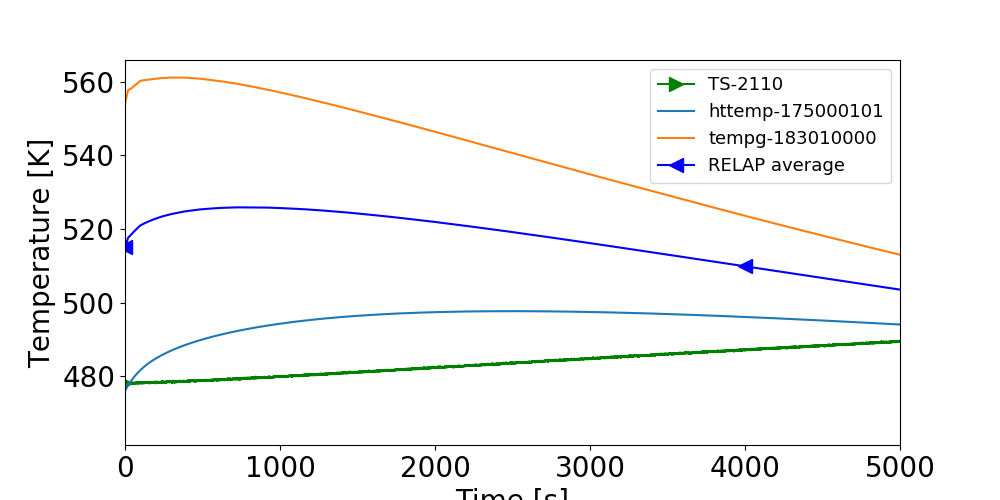 560
540
520
500
480
Temperature [K]
TS-2110
httemp-175000101
tempg-183010000
RELAP average
0
1000
2000
3000
4000
5000
Time [s]